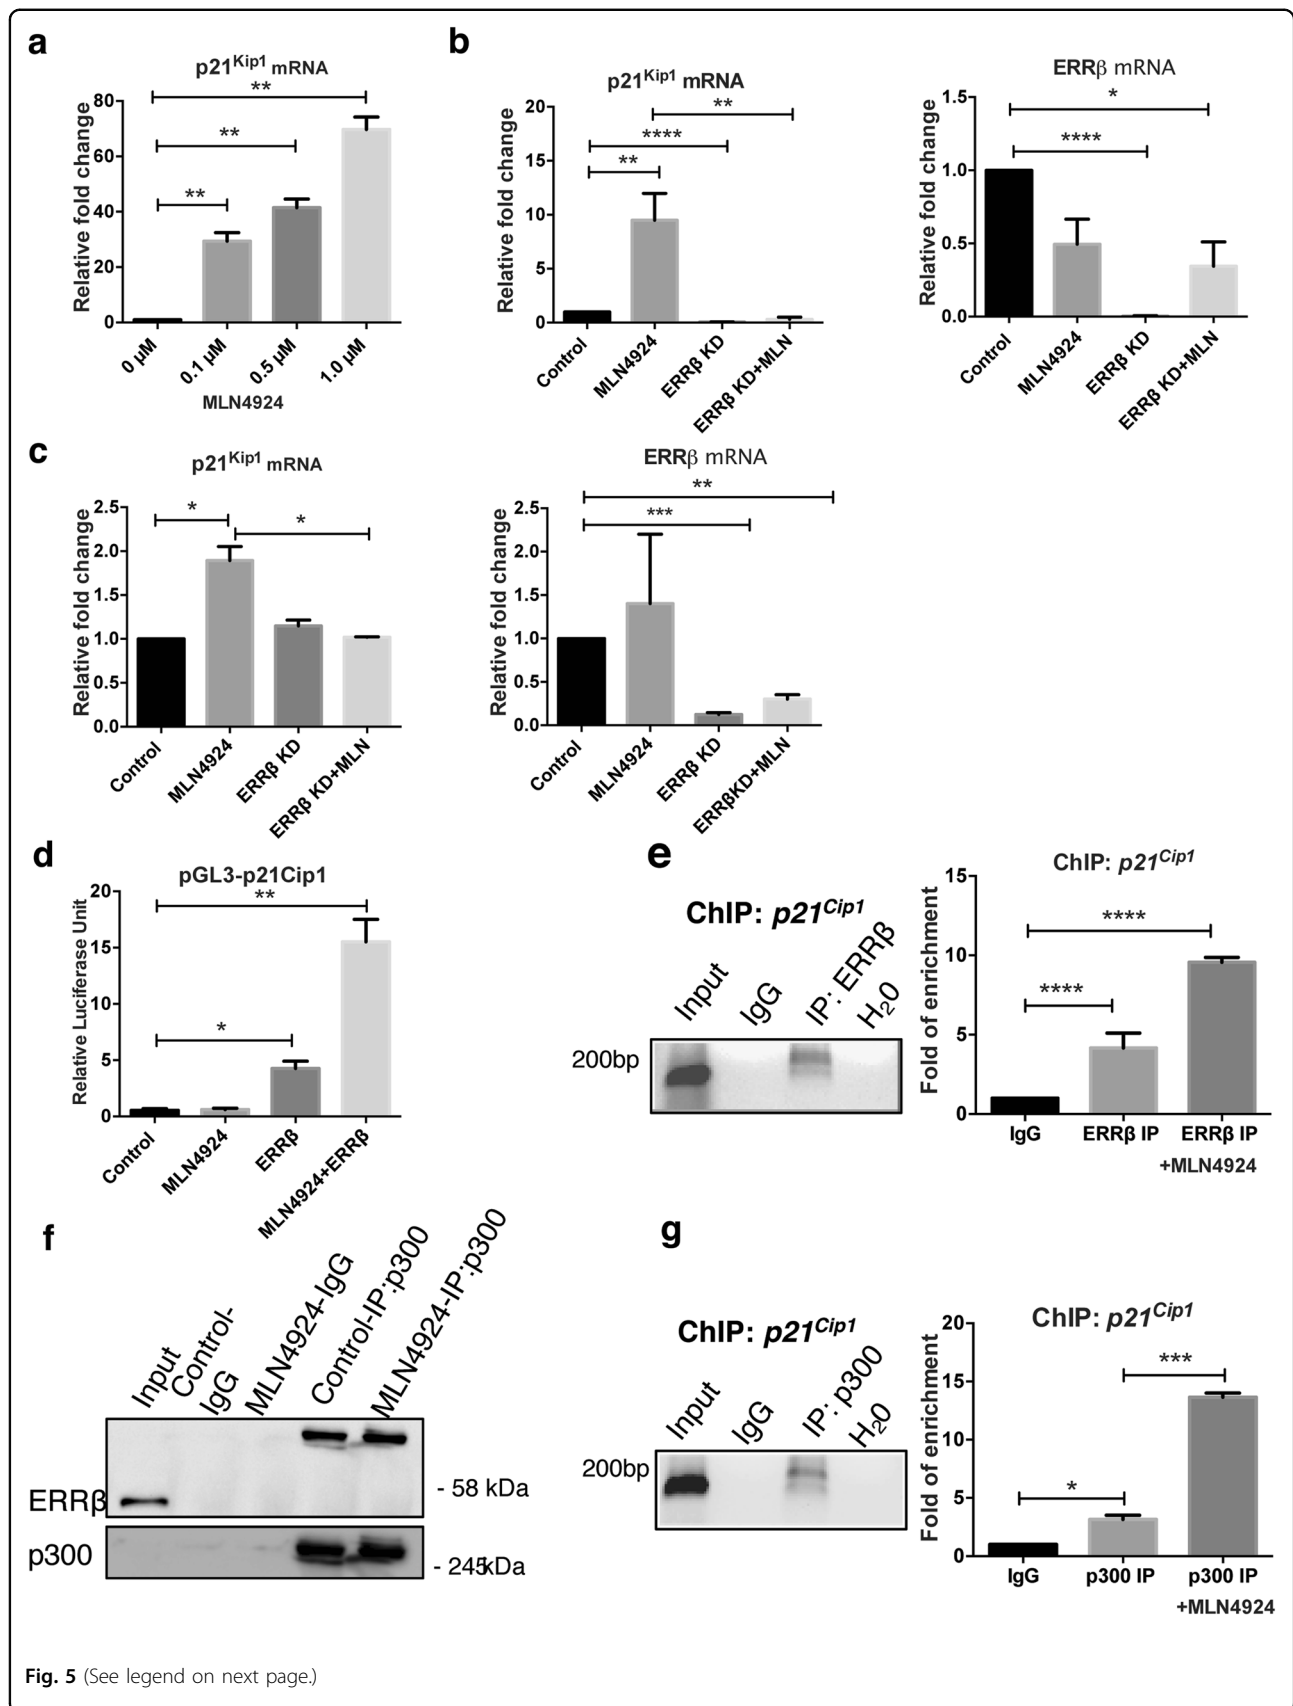 a
p21Kip1 mRNA
**
**
**
Relative fold change
80
60
40
20
0
0 µM
0.1 µM
0.5 µM
1.0 µM
MLN4924
b
p21Kip1 mRNA
**
****
**
Relative fold change
20
15
10
5
0
Control
MLN4924
ERRβ KD
ERRβ KD+MLN
ERRβ mRNA
*
****
Relative fold change
1.5
1.0
0.5
0.0
Control
MLN4924
ERRβ KD
ERRβ KD+MLN
c
p21Kip1 mRNA
*
*
Relative fold change
2.5
2.0
1.5
1.0
0.5
0.0
Control
MLN4924
ERRβ KD
ERRβ KD+MLN
ERRβ mRNA
**
***
Relative fold change
2.5
2.0
1.5
1.0
0.5
0.0
Control
MLN4924
ERRβ KD
ERRβKD+MLN
d
pGL3-p21Cip1
**
*
Relative Luciferase Unit
20
15
10
5
0
Control
MLN4924
ERRβ
MLN4924+ERRβ
e
ChIP: p21Cip1
Input
IgG
IP: ERRβ
H20
200bp
ChIP: p21Cip1
****
****
Fold of enrichment
15
10
5
0
IgG
ERRβ IP
ERRβ IP
+MLN4924
f
Input
Control-
IgG
MLN4924-IgG
Control-IP:p300
MLN4924-IP:p300
ERRβ
- 58 kDa
p300
- 245kDa
g
ChIP: p21Cip1
Input
IgG
IP: p300
H20
200bp
ChIP: p21Cip1
***
*
Fold of enrichment
20
15
10
5
0
IgG
p300 IP
p300 IP
+MLN4924
Fig. 5 (See legend on next page.)